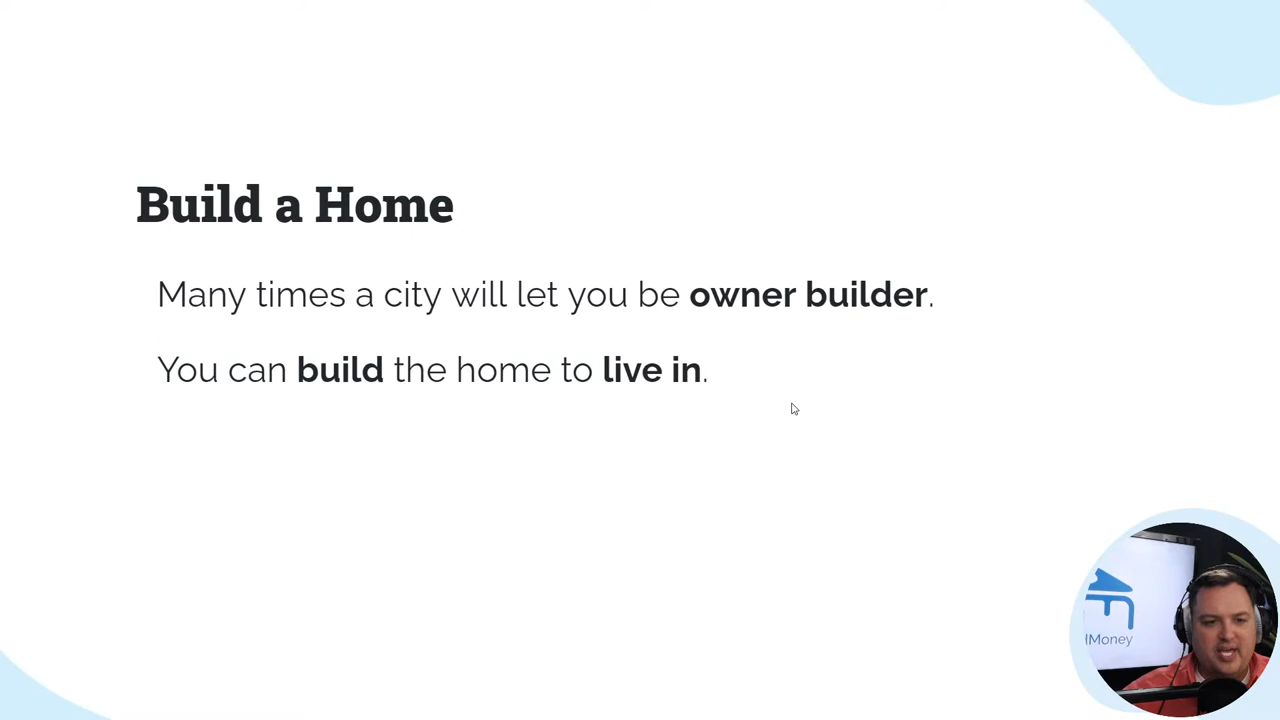 Build a Home
Many times a city will let you be owner builder.
You can build the home to live in.
Money